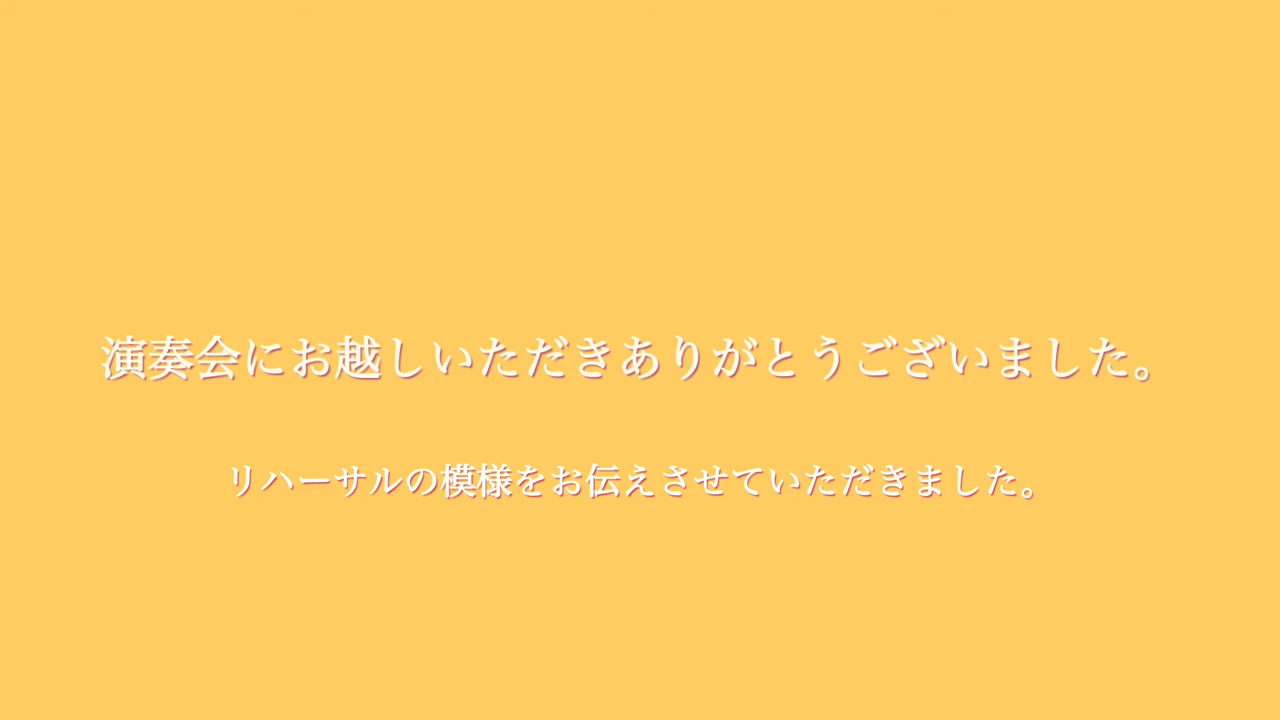 演奏会にお越しいただきありがとうございました。
リハーサルの模様をお伝えさせていただきました。